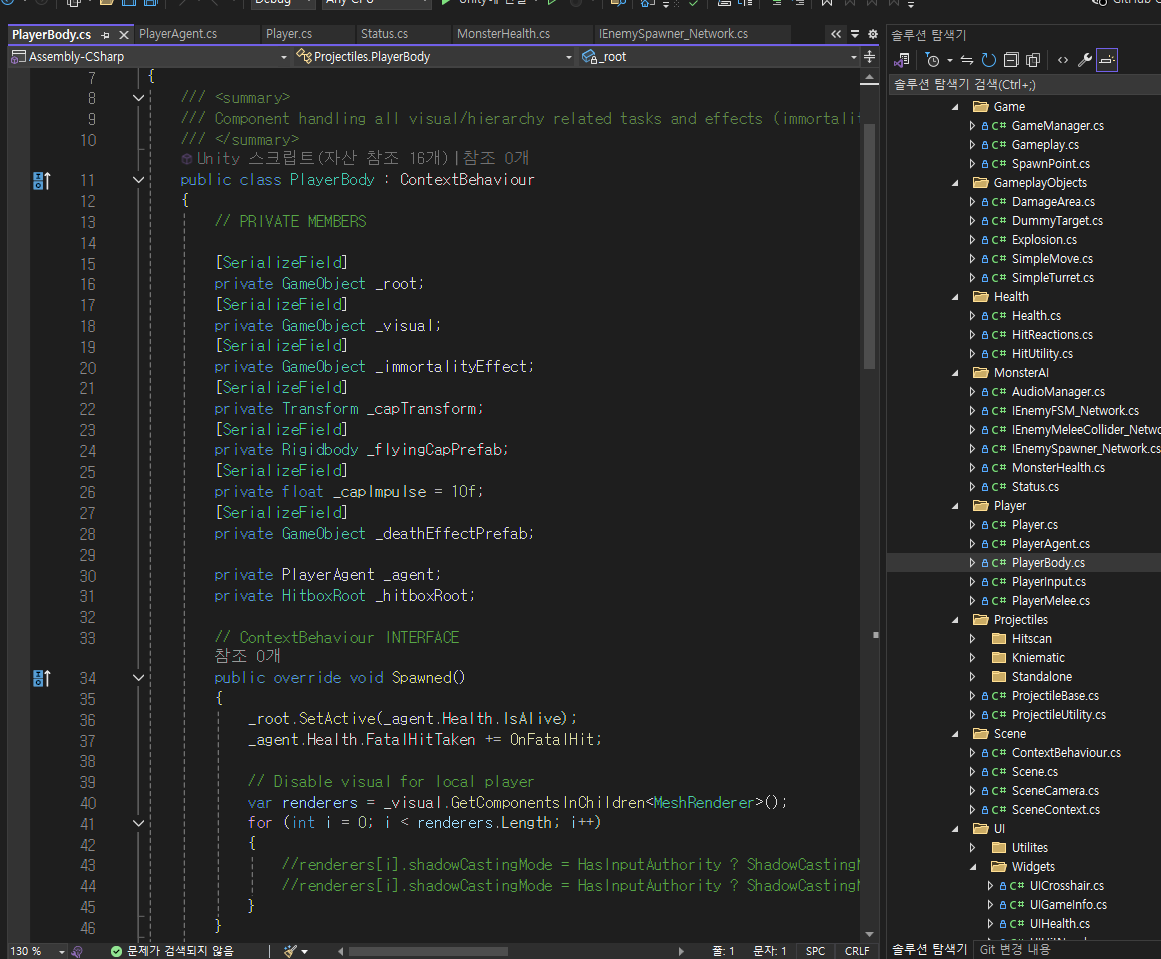 Debug
Any CPU
GitHub C
PlayerBody.cs
PlayerAgent.cs
Player.cs
Status.cs
MonsterHealth.cs
IEnemySpawner_Network.cs
Assembly-CSharp
Projectiles.PlayerBody
_root
7 {
8 /// <summary>
9 /// Component handling all visual/hierarchy related tasks and effects (immortalit
10 /// </summary>
Unity 스크립트(자산 참조 16개)|참조 0개
11 public class PlayerBody : ContextBehaviour
12 {
13 // PRIVATE MEMBERS
14
15 [SerializeField]
16 private GameObject _root;
17 [SerializeField]
18 private GameObject _visual;
19 [SerializeField]
20 private GameObject _immortalityEffect;
21 [SerializeField]
22 private Transform _capTransform;
23 [SerializeField]
24 private Rigidbody _flyingCapPrefab;
25 [SerializeField]
26 private float _capImpulse = 10f;
27 [SerializeField]
28 private GameObject _deathEffectPrefab;
29
30 private PlayerAgent _agent;
31 private HitboxRoot _hitboxRoot;
32
33 // ContextBehaviour INTERFACE
참조 0개
34 public override void Spawned()
35 {
36 _root.SetActive(_agent.Health.IsAlive);
37 _agent.Health.FatalHitTaken += OnFatalHit;
38
39 // Disable visual for local player
40 var renderers = _visual.GetComponentsInChildren<MeshRenderer>();
41 for (int i = 0; i < renderers.Length; i++)
42 {
43 //renderers[i].shadowCastingMode = HasInputAuthority ? ShadowCastingM
44 //renderers[i].shadowCastingMode = HasInputAuthority ? ShadowCastingM
45 }
46 }
130 %
문제가 검색되지 않음
줄: 1
문자: 1
SPC
CRLF
솔루션 탐색기
솔루션 탐색기 검색(Ctrl+;)
Game
C# GameManager.cs
C# Gameplay.cs
C# SpawnPoint.cs
GameplayObjects
C# DamageArea.cs
C# DummyTarget.cs
C# Explosion.cs
C# SimpleMove.cs
C# SimpleTurret.cs
Health
C# Health.cs
C# HitReactions.cs
C# HitUtility.cs
MonsterAI
C# AudioManager.cs
C# IEnemyFSM_Network.cs
C# IEnemyMeleeCollider_Netwo
C# IEnemySpawner_Network.cs
C# MonsterHealth.cs
C# Status.cs
Player
C# Player.cs
C# PlayerAgent.cs
C# PlayerBody.cs
C# PlayerInput.cs
C# PlayerMelee.cs
Projectiles
Hitscan
Kniematic
Standalone
C# ProjectileBase.cs
C# ProjectileUtility.cs
Scene
C# ContextBehaviour.cs
C# Scene.cs
C# SceneCamera.cs
C# SceneContext.cs
UI
Utilites
Widgets
C# UICrosshair.cs
C# UIGameInfo.cs
C# UIHealth.cs
솔루션 탐색기
Git 변경 내용